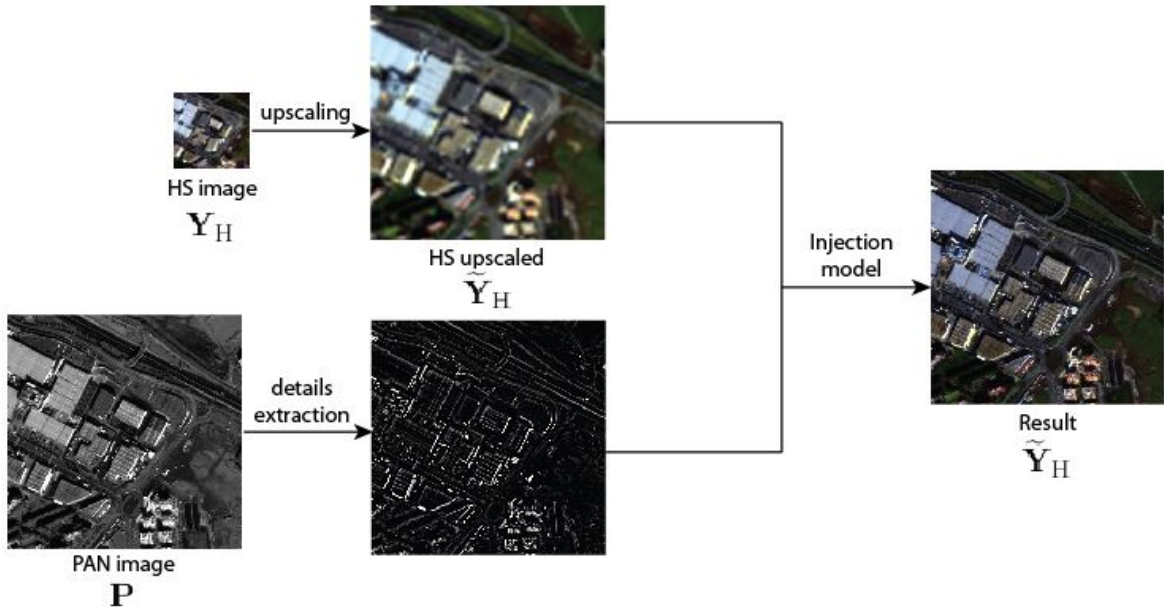 upscaling
HS image
Y_H
HS upscaled
Ỹ_H
Injection
model
details
extraction
PAN image
P
Result
Ỹ_H